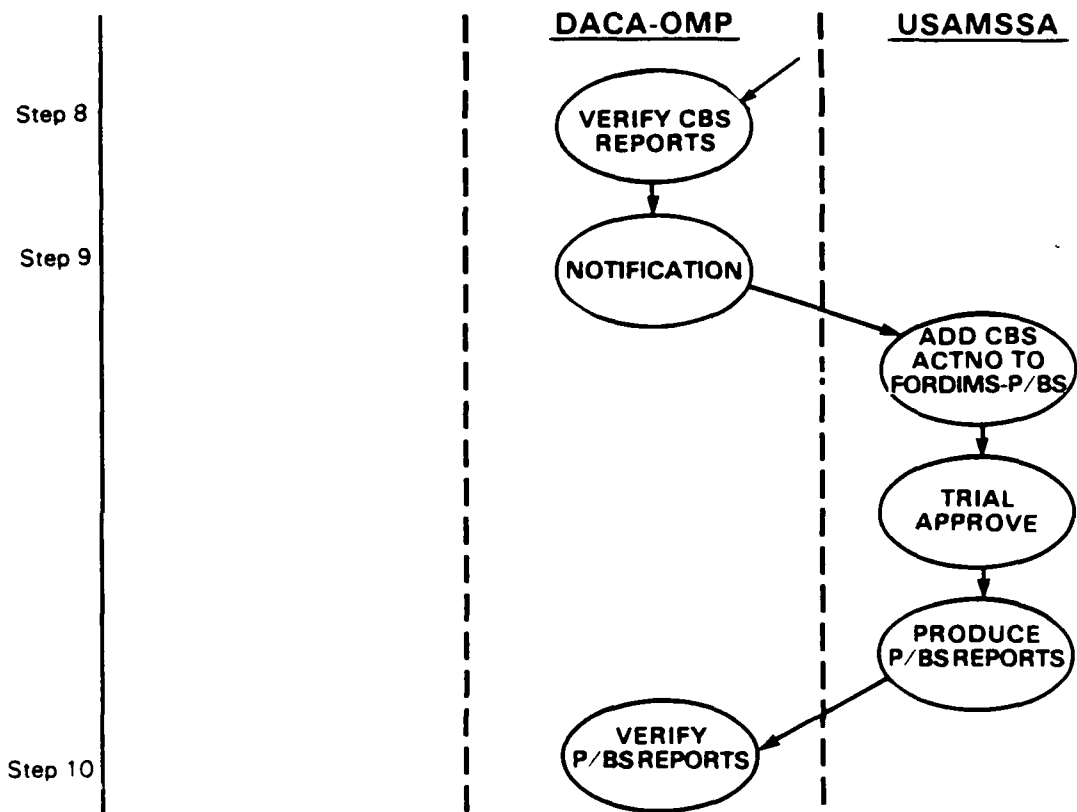 DACA-OMP
USAMSSA
Step 8
VERIFY CBS
REPORTS
Step 9
NOTIFICATION
ADD CBS
ACTNO TO
FORDIMS-P/BS
TRIAL
APPROVE
PRODUCE
P/BS REPORTS
Step 10
VERIFY
P/BS REPORTS